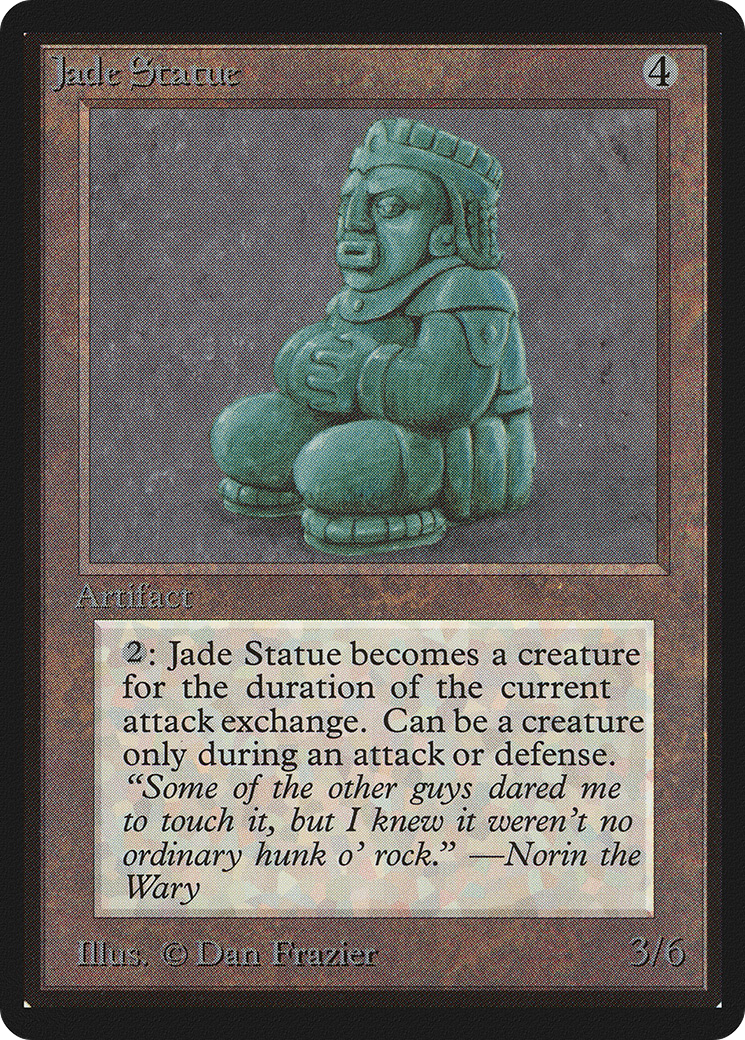 Jade Statue
4
Artifact
2: Jade Statue becomes a creature
for the duration of the current
attack exchange. Can be a creature
only during an attack or defense.
“Some of the other guys dared me
to touch it, but I knew it weren’t no
ordinary hunk o’ rock.” —Norin the
Wary
Illus. © Dan Frazier
3/6